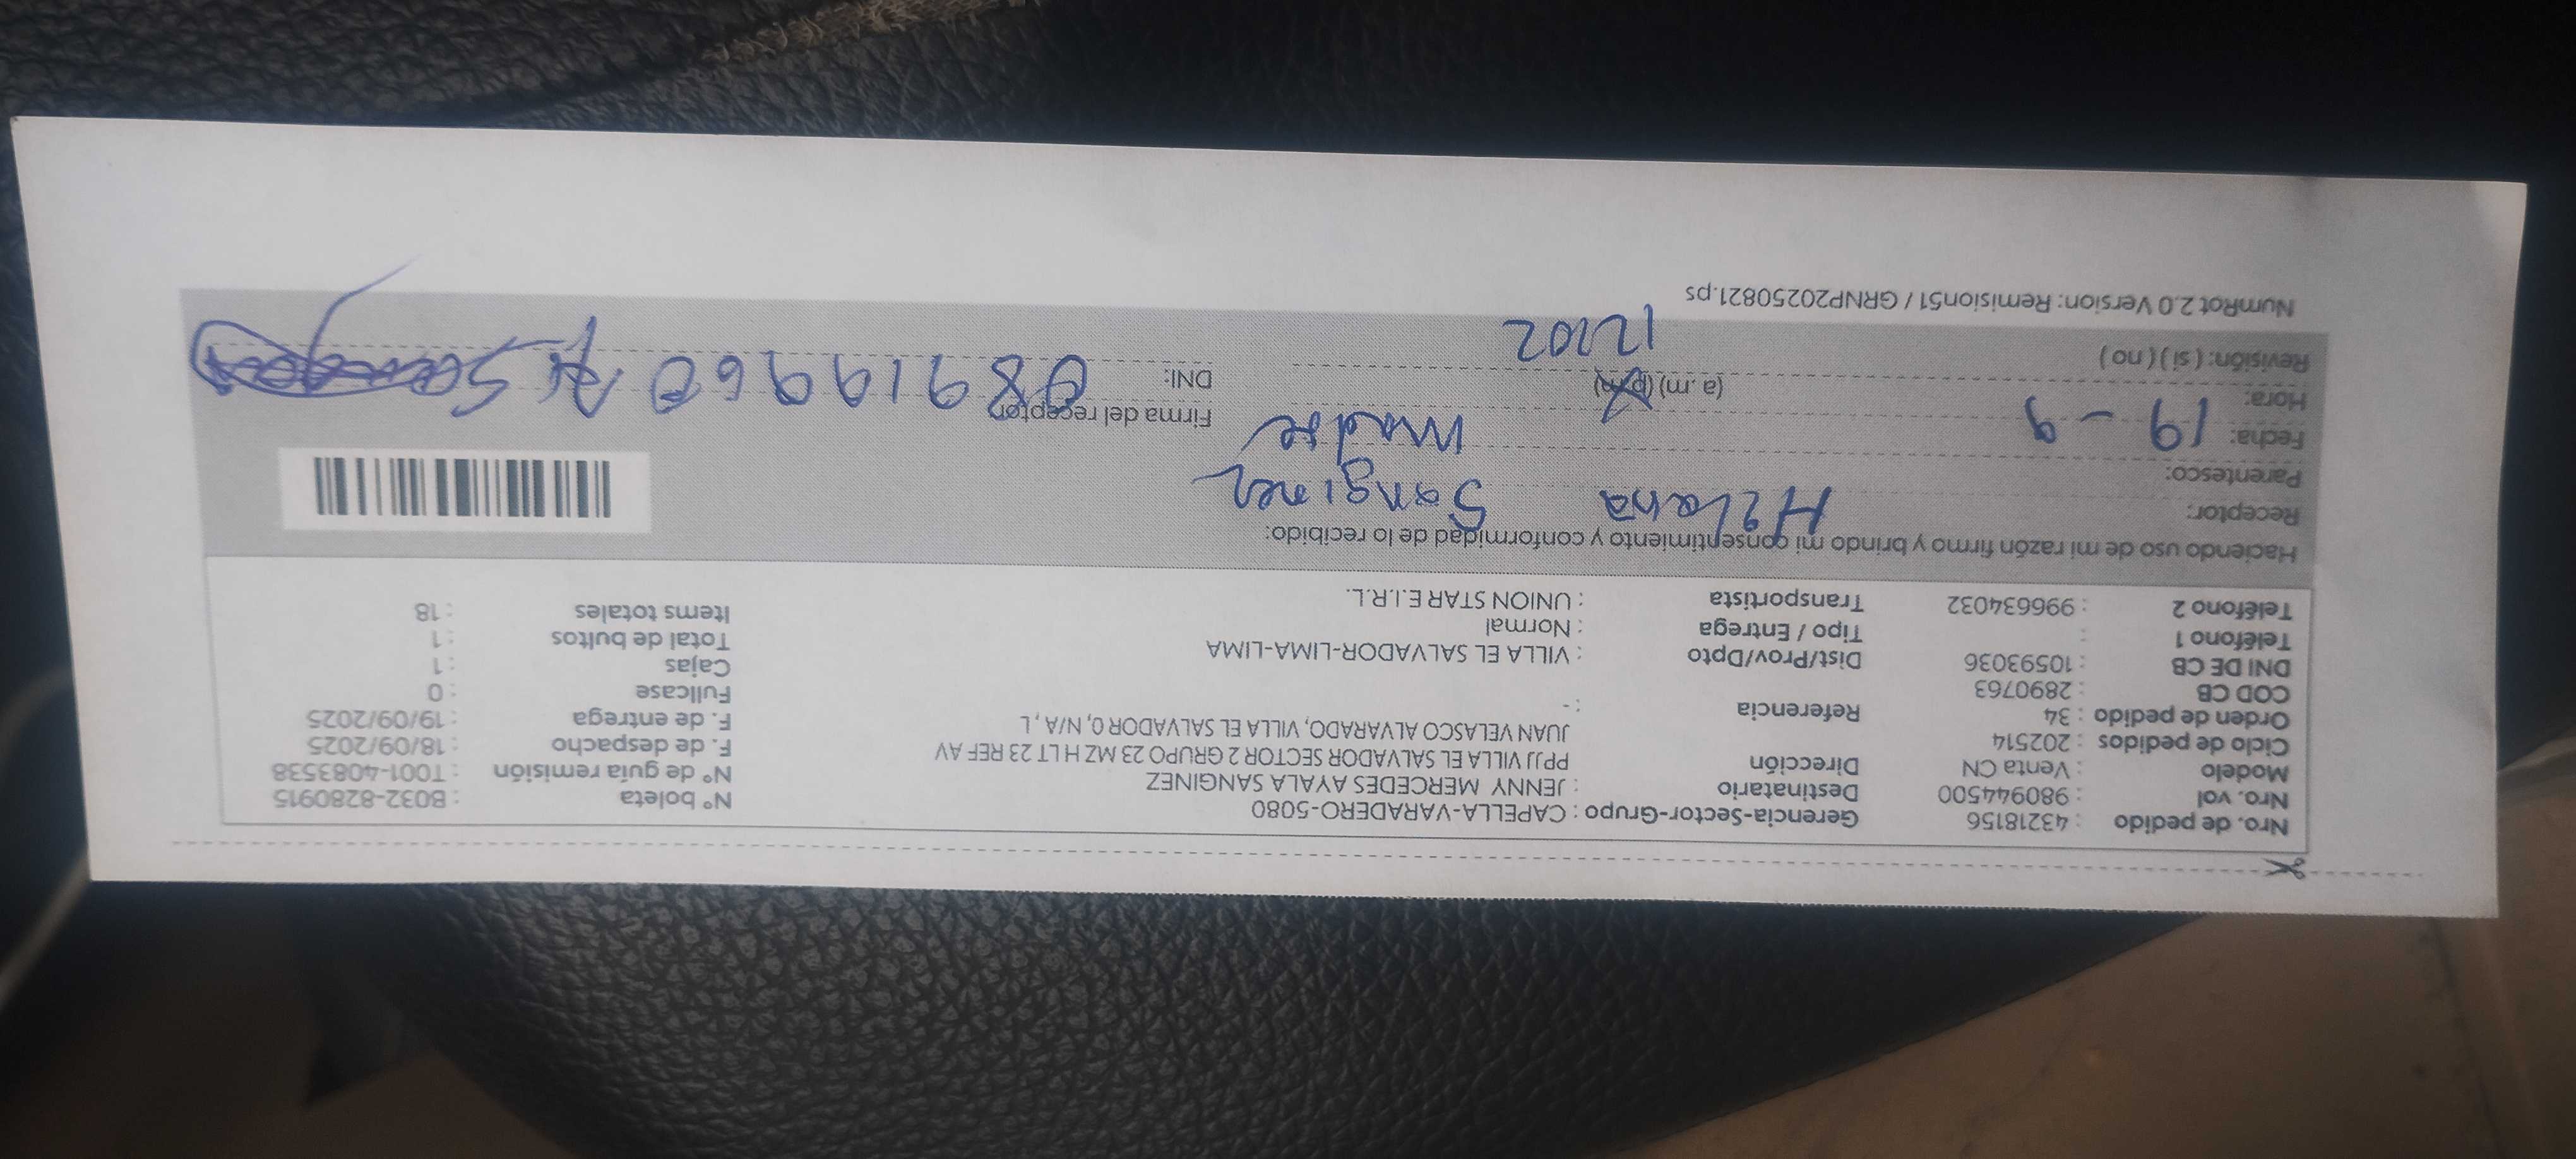 Nro. de pedido : 43218156 Gerencia-Sector-Grupo : CAPELLA-VARADERO-5080 N° boleta : B032-8280915
Nro. vol : 980944500 Destinatario : JENNY MERCEDES AYALA SANGINEZ N° de guía remisión : T001-4083538
Modelo : Venta CN Dirección PPJJ VILLA EL SALVADOR SECTOR 2 GRUPO 23 MZ H LT 23 REF AV F. de despacho : 18/09/2025
Ciclo de pedidos : 202514 JUAN VELASCO ALVARADO, VILLA EL SALVADOR 0, N/A , L F. de entrega : 19/09/2025
Orden de pedido : 34 Referencia : - Fullcase : 0
COD CB : 2890763 Cajas : 1
DNI DE CB : 10593036 Dist/Prov/Dpto : VILLA EL SALVADOR-LIMA-LIMA Total de bultos : 1
Teléfono 1 : Tipo / Entrega : Normal Items totales : 18
Teléfono 2 : 996634032 Transportista : UNION STAR E.I.R.L.
Haciendo uso de mi razón firmo y brindo mi consentimiento y conformidad de lo recibido:
Receptor: Sanginez
Parentesco: Madre
Fecha: 19 - 9 Firma del receptor
Hora: (a.m) (p.m) DNI: 08919960
Revisión: ( si ) ( no )
NumRot 2.0 Version: Remision51 / GRNP20250821.ps